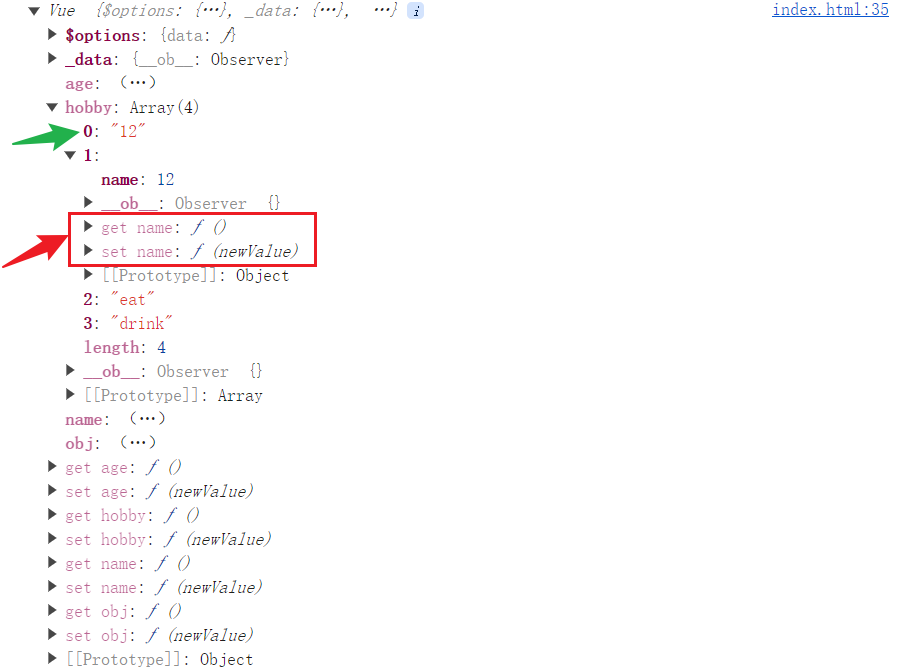 ▼ Vue {$options: {…}, _data: {…}, …} i index.html:35
▶ $options: {data: ƒ}
▶ _data: {__ob__: Observer}
age: (...)
▼ hobby: Array(4)
0: "12"
▼ 1:
name: 12
▶ __ob__: Observer {}
▶ get name: ƒ ()
▶ set name: ƒ (newValue)
▶ [[Prototype]]: Object
2: "eat"
3: "drink"
length: 4
▶ __ob__: Observer {}
▶ [[Prototype]]: Array
name: (...)
obj: (...)
▶ get age: ƒ ()
▶ set age: ƒ (newValue)
▶ get hobby: ƒ ()
▶ set hobby: ƒ (newValue)
▶ get name: ƒ ()
▶ set name: ƒ (newValue)
▶ get obj: ƒ ()
▶ set obj: ƒ (newValue)
▶ [[Prototype]]: Object